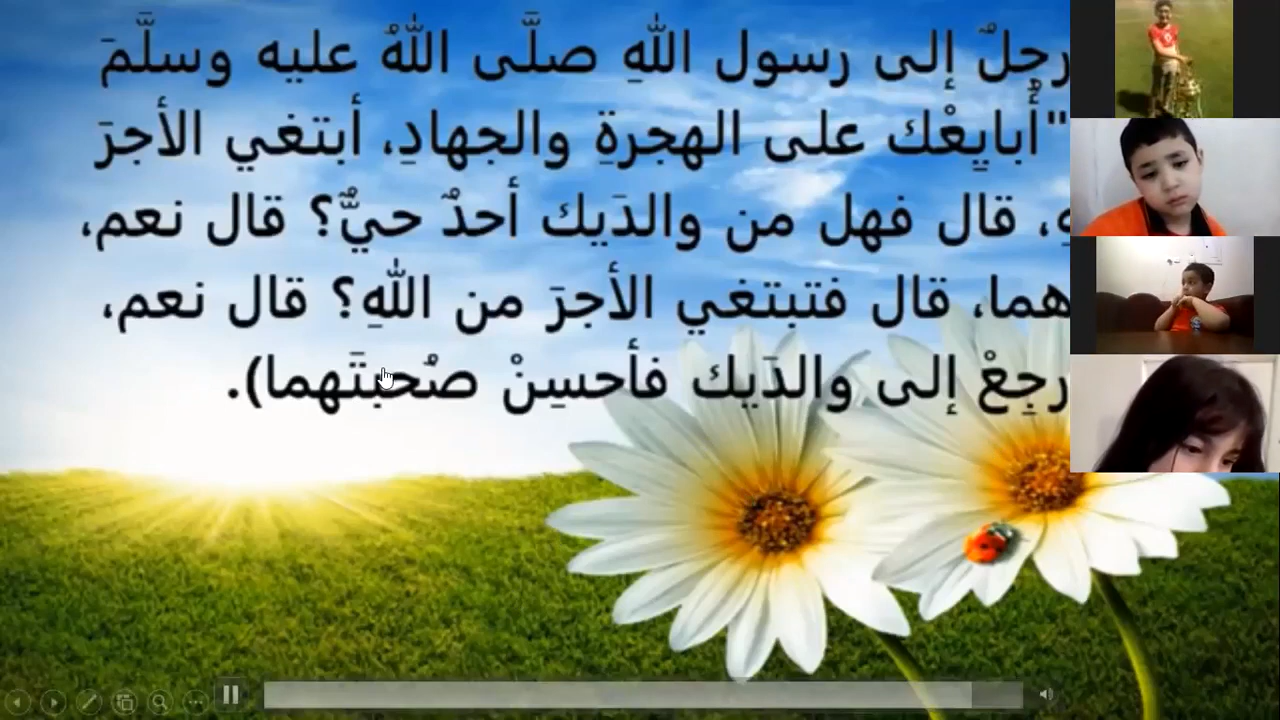 رجلٌ إلى رسول اللهِ صلَّى اللهُ عليه وسلَّمَ
"أُبايِعْك على الهجرةِ والجهادِ، أبتغي الأجرَ
هِ، قال فهل من والدَيك أحدٌ حيٌّ؟ قال نعم،
هما، قال فتبتغي الأجرَ من اللهِ؟ قال نعم،
رجِعْ إلى والدَيك فأحسِنْ صُحبتَهما).